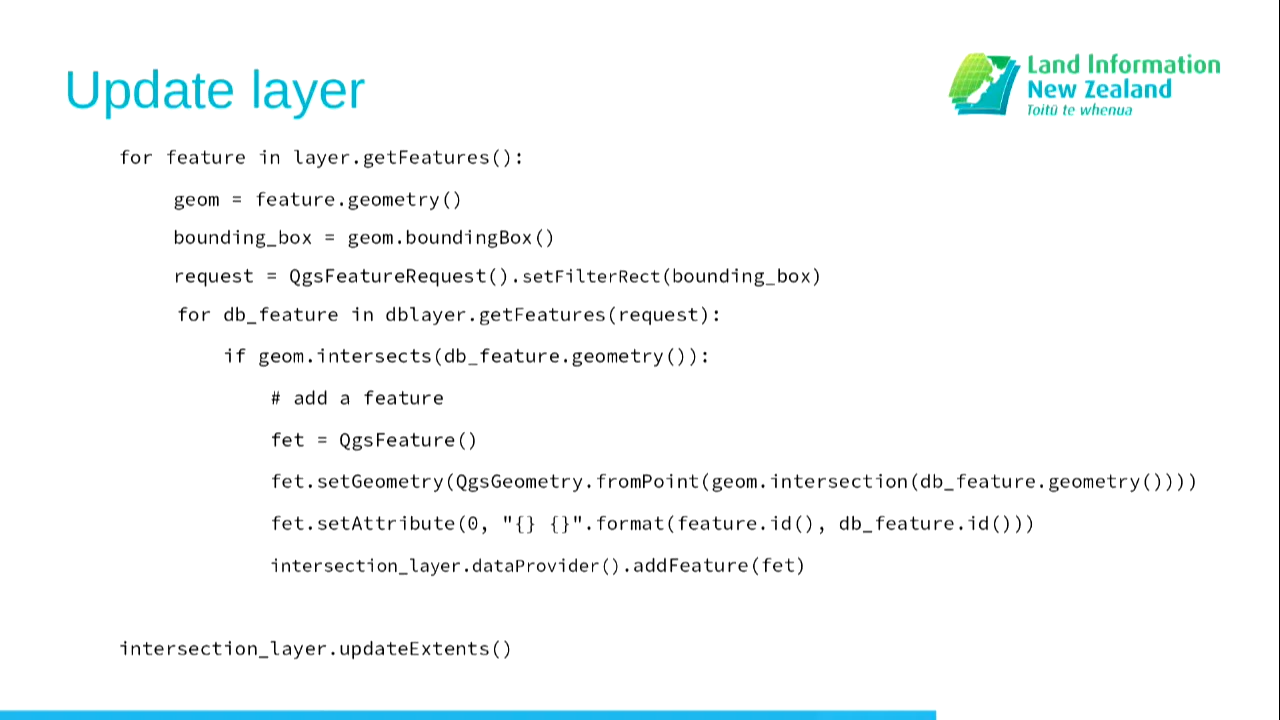 Update layer
Land Information
New Zealand
Toitū te whenua
for feature in layer.getFeatures():
geom = feature.geometry()
bounding_box = geom.boundingBox()
request = QgsFeatureRequest().setFilterRect(bounding_box)
for db_feature in dblayer.getFeatures(request):
if geom.intersects(db_feature.geometry()):
# add a feature
fet = QgsFeature()
fet.setGeometry(QgsGeometry.fromPoint(geom.intersection(db_feature.geometry())))
fet.setAttribute(0, "{} {}".format(feature.id(), db_feature.id()))
intersection_layer.dataProvider().addFeature(fet)
intersection_layer.updateExtents()